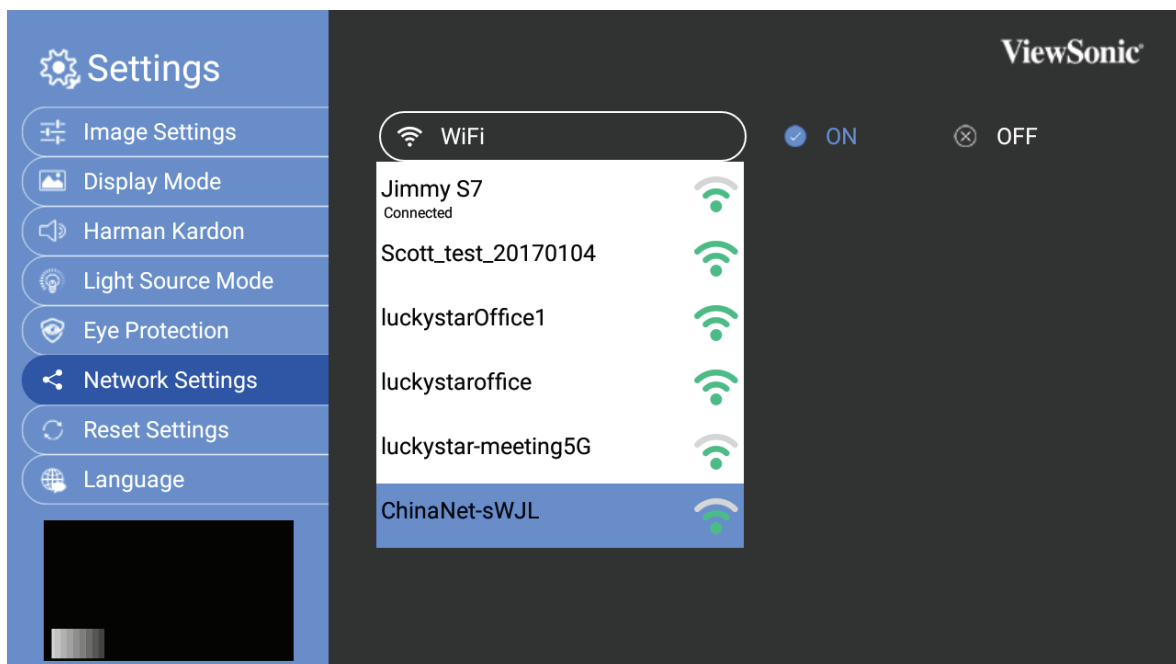 Settings
ViewSonic
Image Settings
Display Mode
Harman Kardon
Light Source Mode
Eye Protection
Network Settings
Reset Settings
Language
WiFi
ON
OFF
Jimmy S7
Connected
Scott_test_20170104
luckystarOffice1
luckystaroffice
luckystar-meeting5G
ChinaNet-sWJL